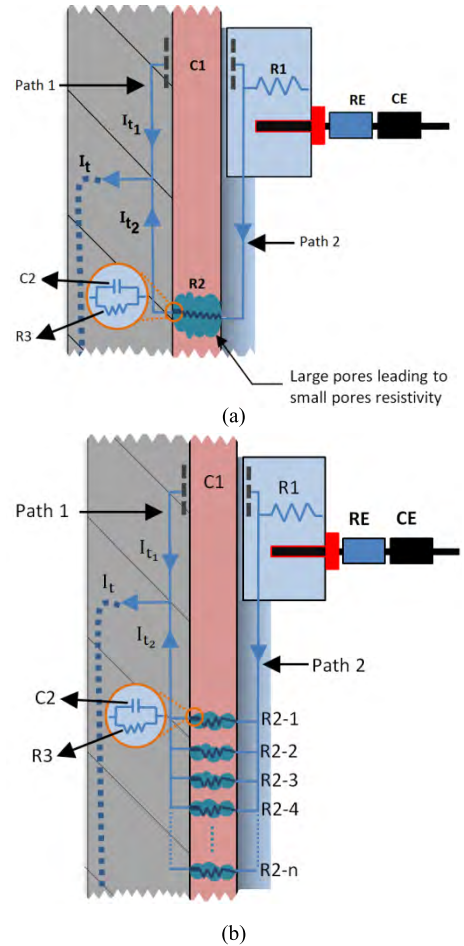 C1
R1
Path 1
RE
CE
It1
It
It2
Path 2
C2
R2
R3
Large pores leading to
small pores resistivity
(a)
C1
R1
Path 1
RE
CE
It1
It
It2
Path 2
C2
R3
R2-1
R2-2
R2-3
R2-4
R2-n
(b)